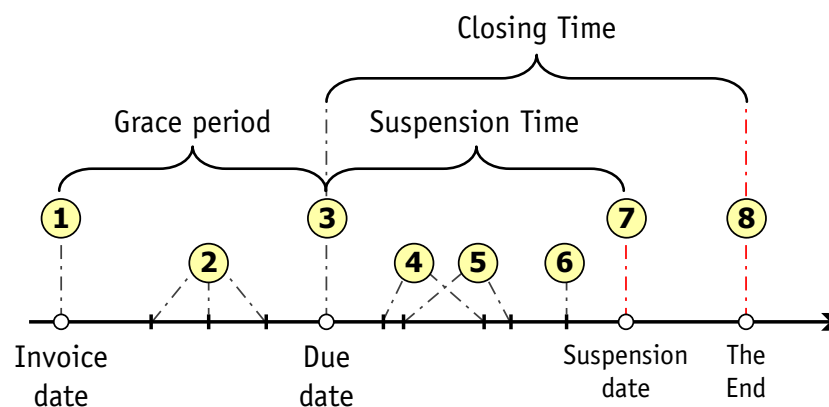 Closing Time
Grace period
Suspension Time
1
3
7
8
2
4
5
6
Invoice
date
Due
date
Suspension
date
The
End